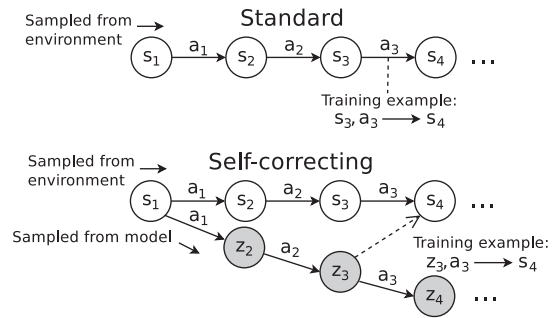 Standard
Sampled from
environment
a1 a2 a3
s1 s2 s3 s4 ...
Training example:
s3, a3 → s4
Self-correcting
Sampled from
environment
a1 a2 a3
s1 s2 s3 s4 ...
a1
Sampled from model
z2 a2 z3 a3 z4 ...
Training example:
z3, a3 → s4